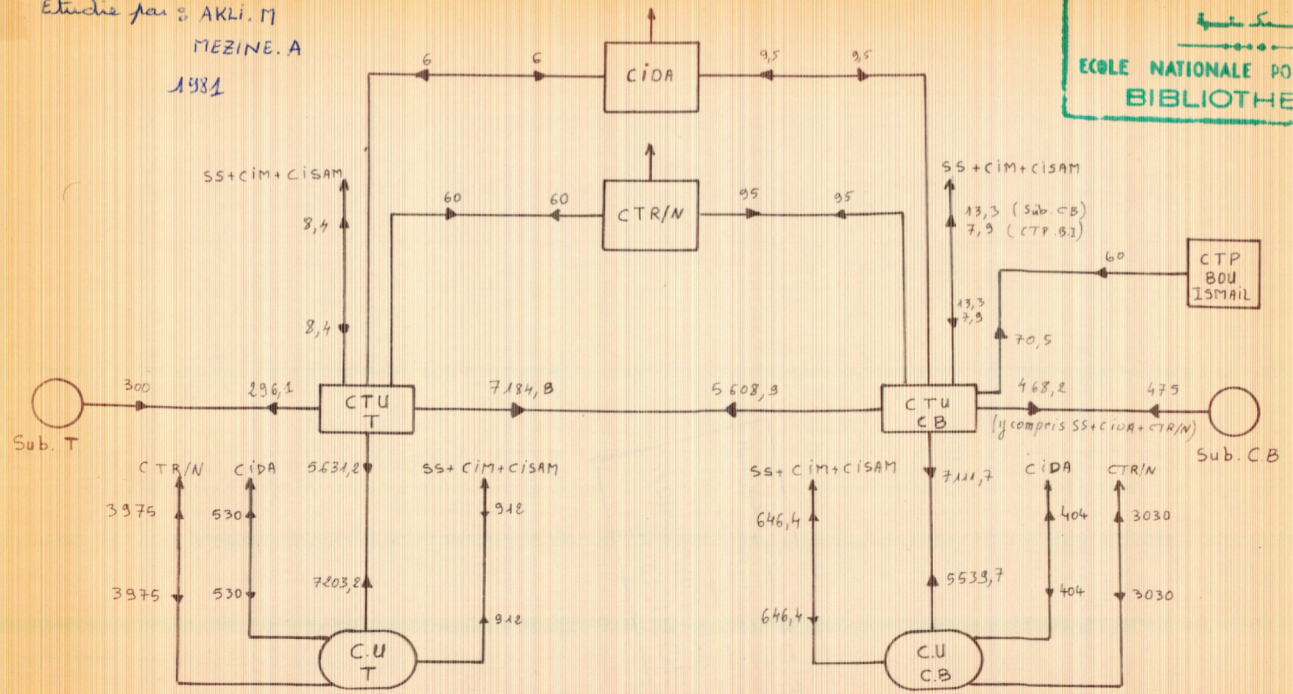 Etudie par : AKLI. M
MEZINE. A
1981
ECOLE NATIONALE PO
BIBLIOTHE
6
6
CiDA
9,5
9,5
SS+CiM+CiSAM
8,4
8,4
60
60
CTR/N
95
95
SS+CiM+CiSAM
13,3 (Sub. CB)
7,9 (CTP. B.I)
13,3
7,9
60
CTP
BOU
ISMAIL
70,5
300
296,1
Sub. T
CTU
T
7184,8
5608,9
CTU
CB
468,2
475
(y compris SS+CiDA+CTR/N)
Sub. CB
CTR/N
CiDA
5631,2
SS+CiM+CiSAM
3975
530
912
3975
530
7203,2
912
C.U
T
SS+CiM+CiSAM
7111,7
CiDA
CTR/N
646,4
404
3030
646,4
5539,7
404
3030
C.U
C.B